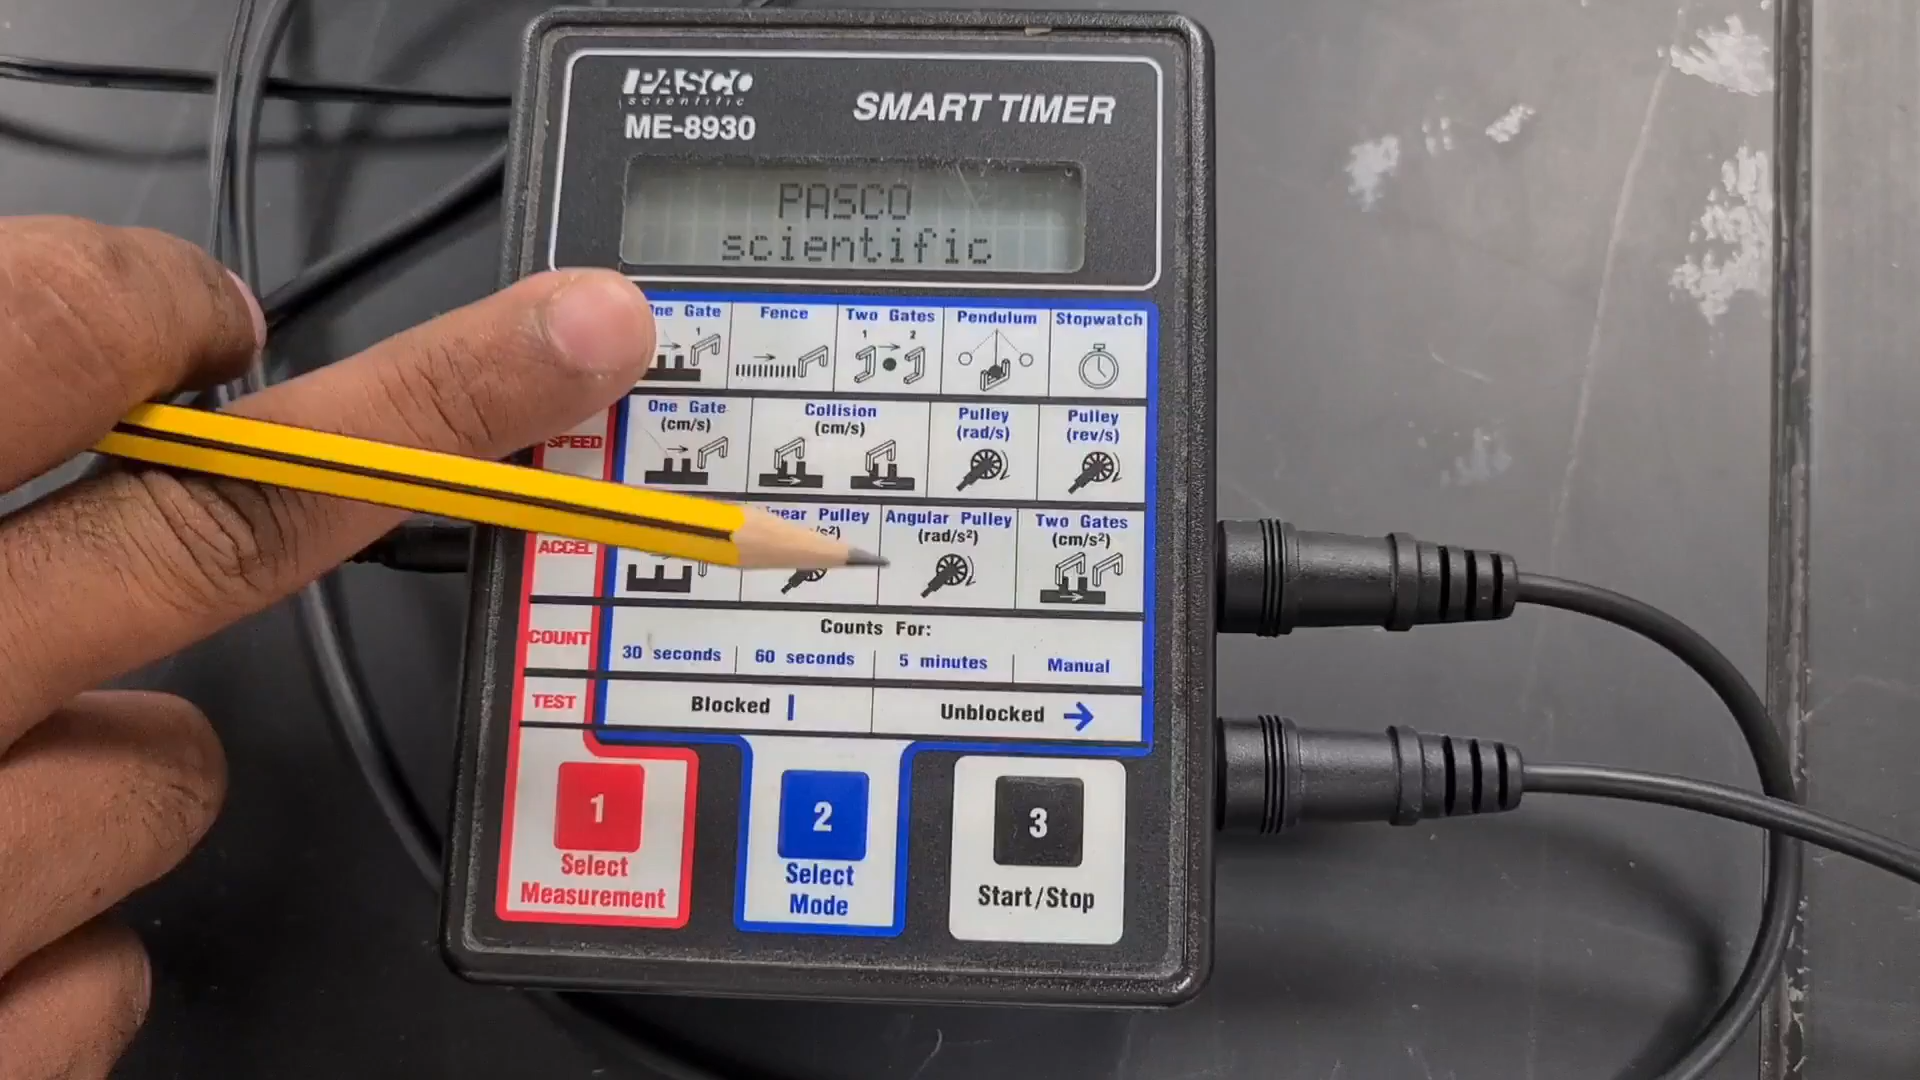 PASCO
scientific
ME-8930
SMART TIMER
PASCO
scientific
One Gate Fence Two Gates Pendulum Stopwatch
1 1 2
SPEED One Gate (cm/s) Collision (cm/s) Pulley (rad/s) Pulley (rev/s)
ACCEL Linear Pulley Angular Pulley (rad/s²) Two Gates (cm/s²)
COUNT Counts For:
30 seconds 60 seconds 5 minutes Manual
TEST Blocked Unblocked
1 2 3
Select Measurement
Select Mode
Start/Stop